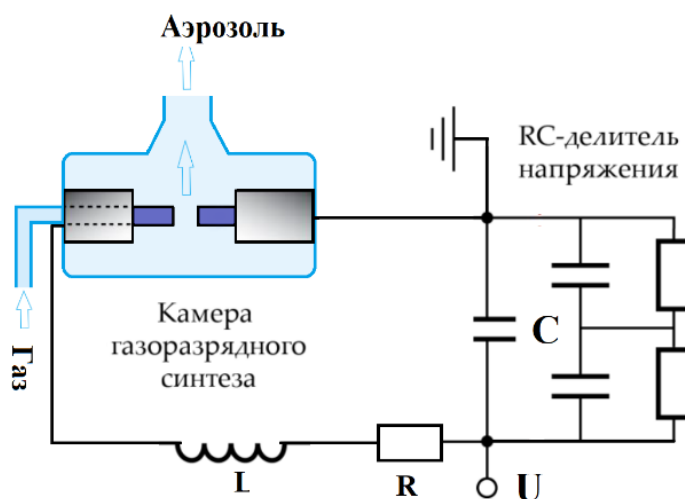 Аэрозоль
RC-делитель
напряжения
Камера
газоразрядного
синтеза
Газ
C
L
R
U